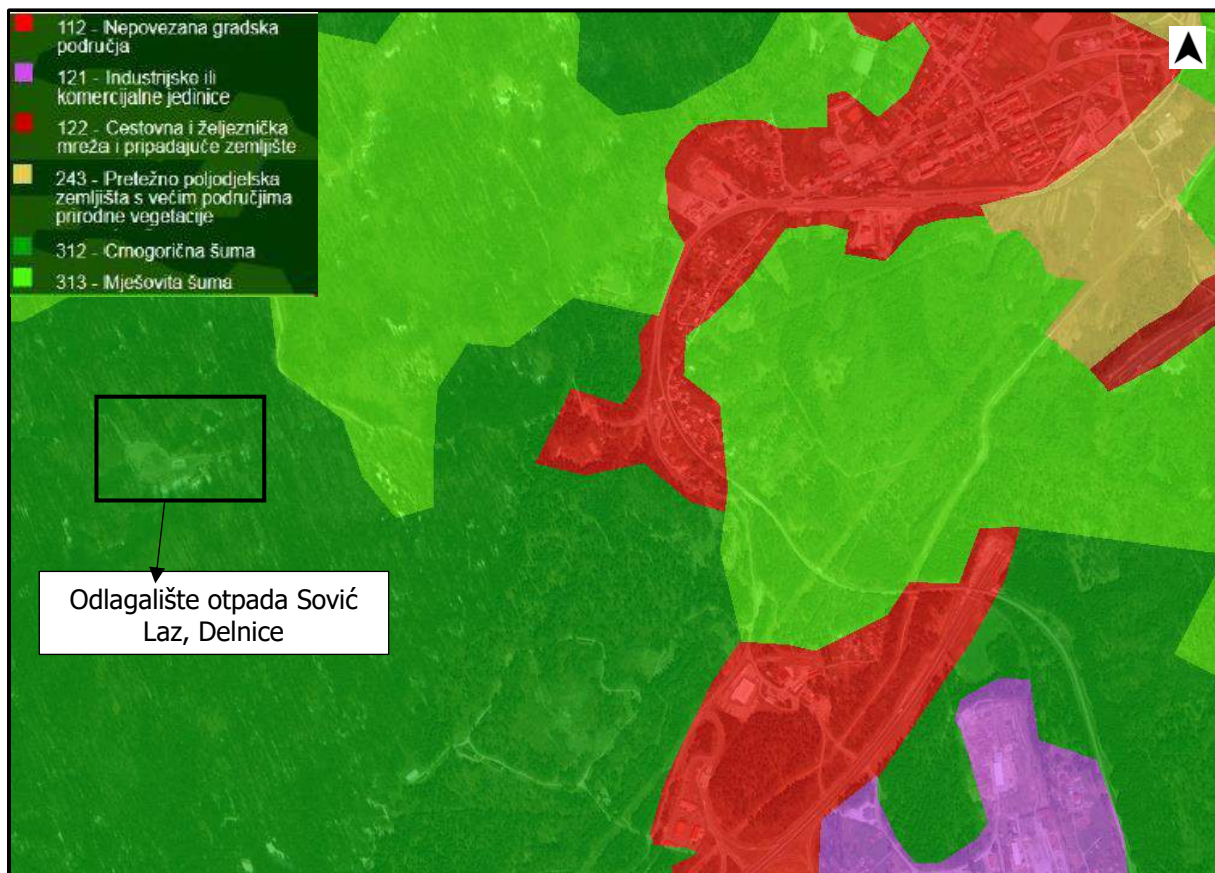 112 - Nepovezana gradska
područja
121 - Industrijske ili
komercijalne jedinice
122 - Cestovna i željeznička
mreža i pripadajuće zemljište
243 - Pretežno poljodjelska
zemljišta s većim područjima
prirodne vegetacije
312 - Crnogorična šuma
313 - Mješovita šuma
Odlagalište otpada Sović
Laz, Delnice